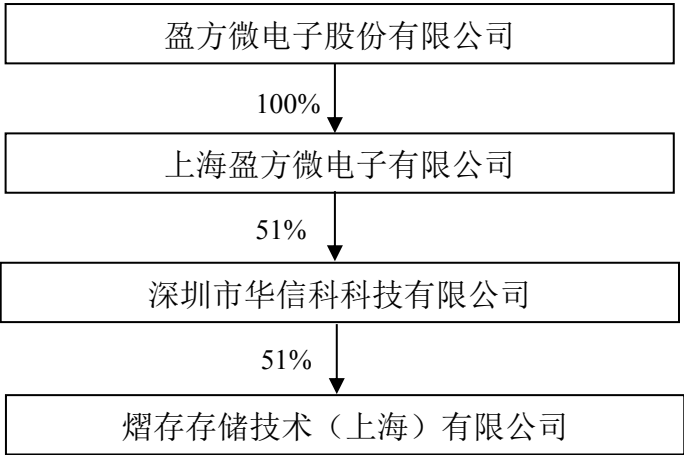 盈方微电子股份有限公司
100%
上海盈方微电子有限公司
51%
深圳市华信科科技有限公司
51%
熠存存储技术（上海）有限公司